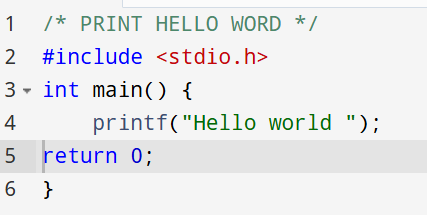 1 /* PRINT HELLO WORD */
2 #include <stdio.h>
3 int main() {
4     printf("Hello world ");
5 return 0;
6 }